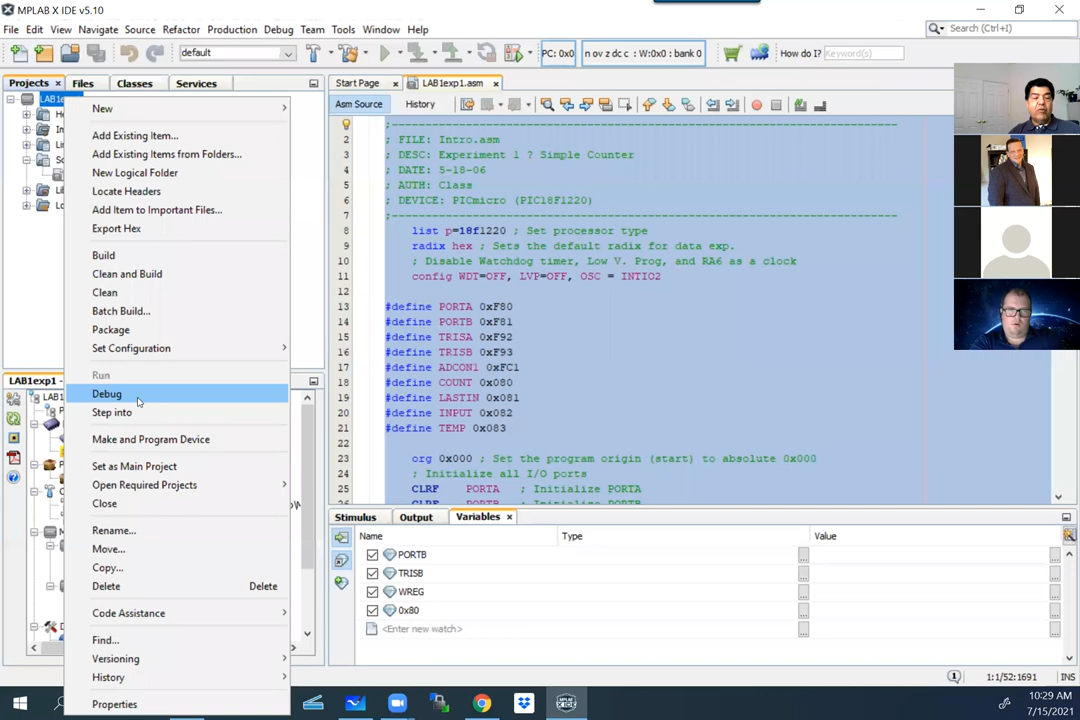 MPLAB X IDE v5.10
File Edit View Navigate Source Refactor Production Debug Team Tools Window Help
Search (Ctrl+I)
default
PC: 0x0
n ov z dc c : W:0x0 : bank 0
How do I?
Keyword(s)
Projects Files Classes Services
Start Page
LAB1exp1.asm
Asm Source
History
LAB1e
New
Add Existing Item...
Add Existing Items from Folders...
New Logical Folder
Locate Headers
Add Item to Important Files...
Export Hex
Build
Clean and Build
Clean
Batch Build...
Package
Set Configuration
Run
Debug
Step into
Make and Program Device
Set as Main Project
Open Required Projects
Close
Rename...
Move...
Copy...
Delete Delete
Code Assistance
Find...
Versioning
History
Properties
LAB1exp1 -
LAB1
;------------------------------------------------------------------------
2 ; FILE: Intro.asm
3 ; DESC: Experiment 1 ? Simple Counter
4 ; DATE: 5-18-06
5 ; AUTH: Class
6 ; DEVICE: PICmicro (PIC18F1220)
7 ;------------------------------------------------------------------------
8 list p=18f1220 ; Set processor type
9 radix hex ; Sets the default radix for data exp.
10 ; Disable Watchdog timer, Low V. Prog, and RA6 as a clock
11 config WDT=OFF, LVP=OFF, OSC = INTIO2
12
13 #define PORTA 0xF80
14 #define PORTB 0xF81
15 #define TRISA 0xF92
16 #define TRISB 0xF93
17 #define ADCON1 0xFC1
18 #define COUNT 0x080
19 #define LASTIN 0x081
20 #define INPUT 0x082
21 #define TEMP 0x083
22
23 org 0x000 ; Set the program origin (start) to absolute 0x000
24 ; Initialize all I/O ports
25 CLRF PORTA ; Initialize PORTA
Stimulus Output Variables
Name Type Value
PORTB
TRISB
WREG
0x80
<Enter new watch>
1
1:1/52:1691
INS
10:29 AM
7/15/2021